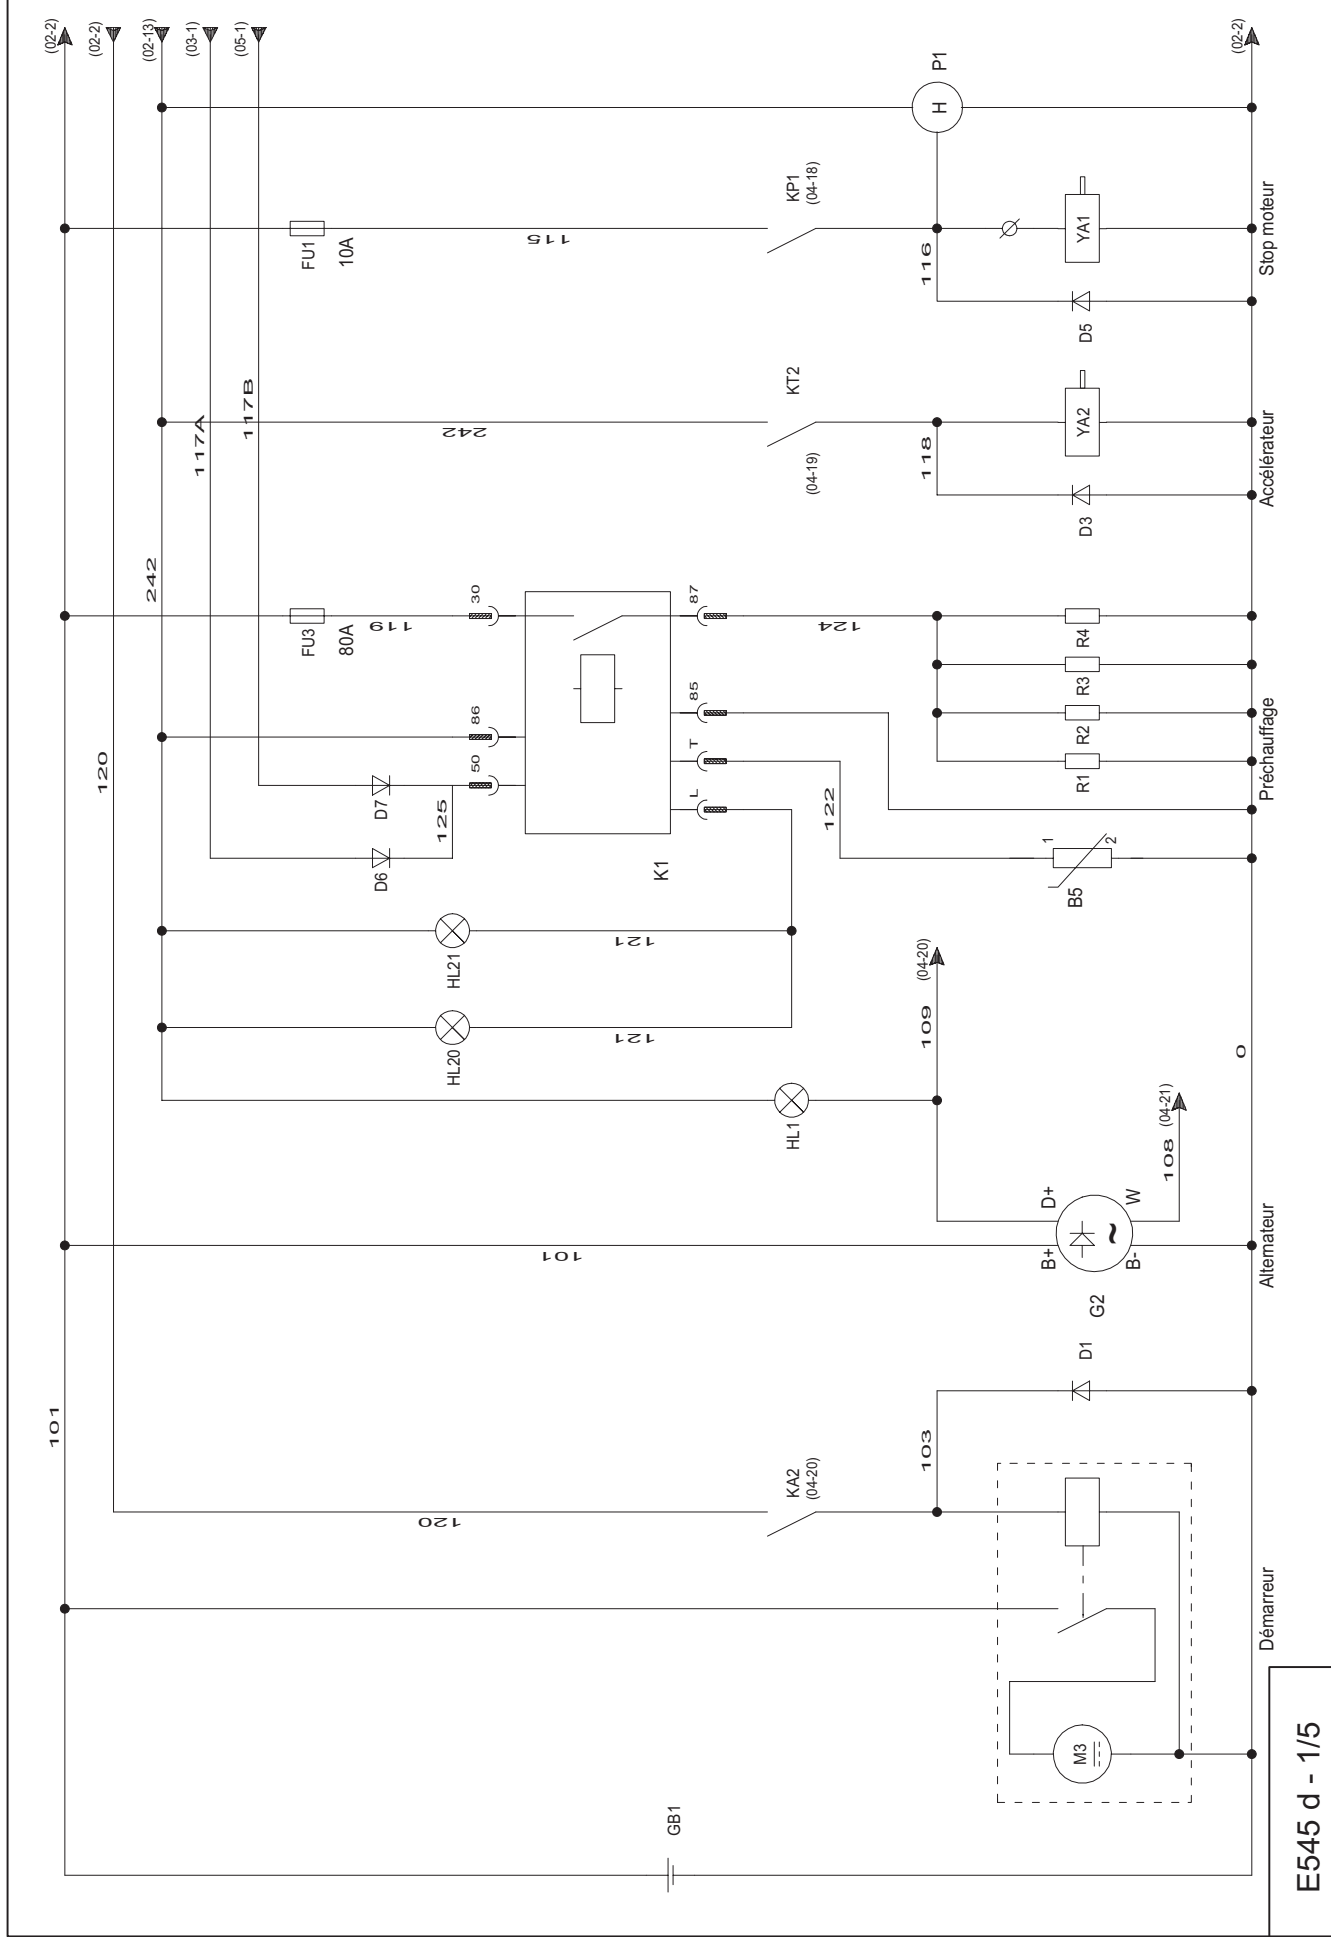 (02-2)
(02-2)
(02-13)
(03-1)
(05-1)
101
120
242
117A
117B
GB1
120
KA2
(04-20)
103
D1
M3
Démarreur
101
G2
B+
D+
B-
W
108
(04-21)
109
(04-20)
HL1
Alternateur
0
HL20
121
HL21
121
D6
D7
125
50
86
30
FU3
80A
119
K1
L
T
85
87
122
B5
1
2
124
R1
R2
R3
R4
Préchauffage
242
KT2
(04-19)
118
D3
YA2
Accélérateur
FU1
10A
115
KP1
(04-18)
116
D5
YA1
Stop moteur
H
P1
(02-2)
E545 d - 1/5